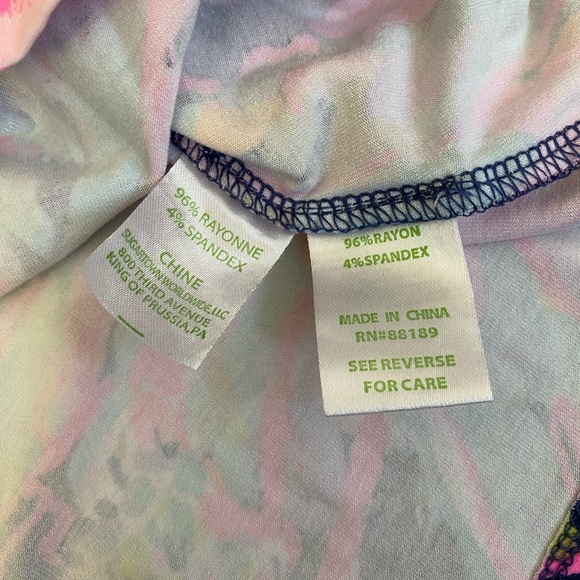 96% RAYONNE
4% SPANDEX
CHINE
SUGARTOWN WORLDWIDE, LLC
800 THIRD AVENUE
KING OF PRUSSIA, PA
96%RAYON
4%SPANDEX
MADE IN CHINA
RN#88189
SEE REVERSE
FOR CARE